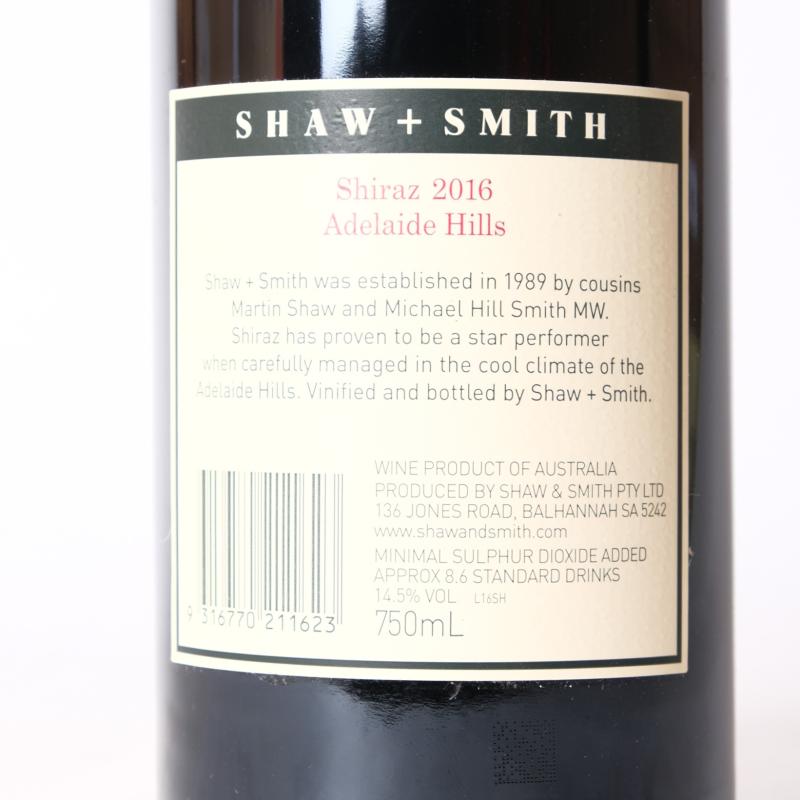 SHAW + SMITH
Shiraz 2016
Adelaide Hills
Shaw + Smith was established in 1989 by cousins
Martin Shaw and Michael Hill Smith MW.
Shiraz has proven to be a star performer
when carefully managed in the cool climate of the
Adelaide Hills. Vinified and bottled by Shaw + Smith.
WINE PRODUCT OF AUSTRALIA
PRODUCED BY SHAW & SMITH PTY LTD
136 JONES ROAD, BALHANNAH SA 5242
www.shawandsmith.com
MINIMAL SULPHUR DIOXIDE ADDED
APPROX 8.6 STANDARD DRINKS
14.5% VOL L16SH
750mL
9 316770 211623